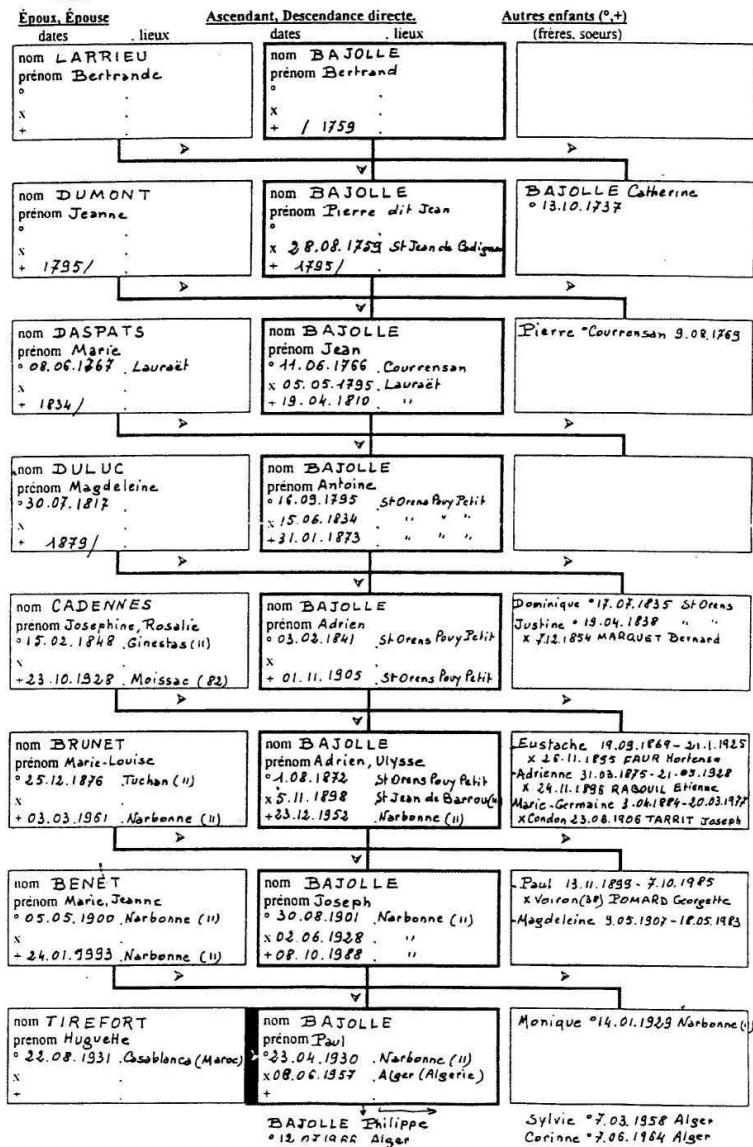 Époux, Épouse
dates . lieux
Ascendant, Descendance directe.
dates . lieux
Autres enfants (°,+)
(frères. soeurs)
nom LARRIEU
prénom Bertrande
° .
x .
+ .
nom BAJOLLE
prénom Bertrand
° .
x .
+ / 1759 .
nom DUMONT
prénom Jeanne
° .
x .
+ 1795/ .
nom BAJOLLE
prénom Pierre dit Jean
° .
x 28.08.1759 St Jean de
+ 1795/ .
BAJOLLE Catherine
° 13.10.1737
nom DASPATS
prénom Marie
° 08.06.1767 . Lauraët
x .
+ 1834/ .
nom BAJOLLE
prénom Jean
° 11.06.1766 . Courrensan
x 05.05.1795 . Lauraët
+ 19.04.1810 . "
Pierre ° Courrensan 9.08.1769
nom DULUC
prénom Magdeleine
° 30.07.1817 .
x .
+ 1879/ .
nom BAJOLLE
prénom Antoine
° 16.09.1795 St Orens Pouy Petit
x 15.06.1834 . " " "
+ 31.01.1873 . " " "
nom CADENNES
prénom Josephine, Rosalie
° 15.02.1848 . Ginestas (11)
x .
+ 23.10.1928 . Moissac (82)
nom BAJOLLE
prénom Adrien
° 03.02.1841 . St Orens Pouy Petit
x .
+ 01.11.1905 . St Orens Pouy Petit
Dominique ° 17.07.1835 St Orens
Justine ° 19.04.1838 " "
x 7.12.1854 MARQUET Bernard
nom BRUNET
prénom Marie-Louise
° 25.12.1876 . Tuchan (11)
x .
+ 03.03.1961 . Narbonne (11)
nom BAJOLLE
prénom Adrien, Ulysse
° 1.08.1872 St Orens Pouy Petit
x 5.11.1898 St Jean de Barrou (11)
+ 23.12.1952 . Narbonne (11)
- Eustache 19.09.1869 - 21.1.1925
x 26.11.1895 FAUR Hortense
- Adrienne 31.03.1875 - 21.09.1928
x 24.11.1896 RABOUIL Etienne
Marie-Germaine 3.04.1884 - 20.03.1977
x Condon 23.08.1906 TARRIT Joseph
nom BENET
prénom Marie, Jeanne
° 05.05.1900 . Narbonne (11)
x .
+ 24.01.1993 . Narbonne (11)
nom BAJOLLE
prénom Joseph
° 30.08.1901 . Narbonne (11)
x 02.06.1928 . "
+ 08.10.1988 . "
- Paul 13.11.1899 - 7.10.1985
x Voiron (38) POMARD Georgette
- Magdeleine 9.05.1907 - 18.05.1983
nom TIREFORT
prénom Huguette
° 22.08.1931 . Casablanca (Maroc)
x .
+ .
nom BAJOLLE
prénom Paul
° 23.04.1930 . Narbonne (11)
x 08.06.1957 . Alger (Algerie)
+ .
Monique ° 14.01.1929 Narbonne
BAJOLLE Philippe
° 12 Alger
Sylvie ° 7.03.1958 Alger
Corinne ° 7.06.1964 Alger